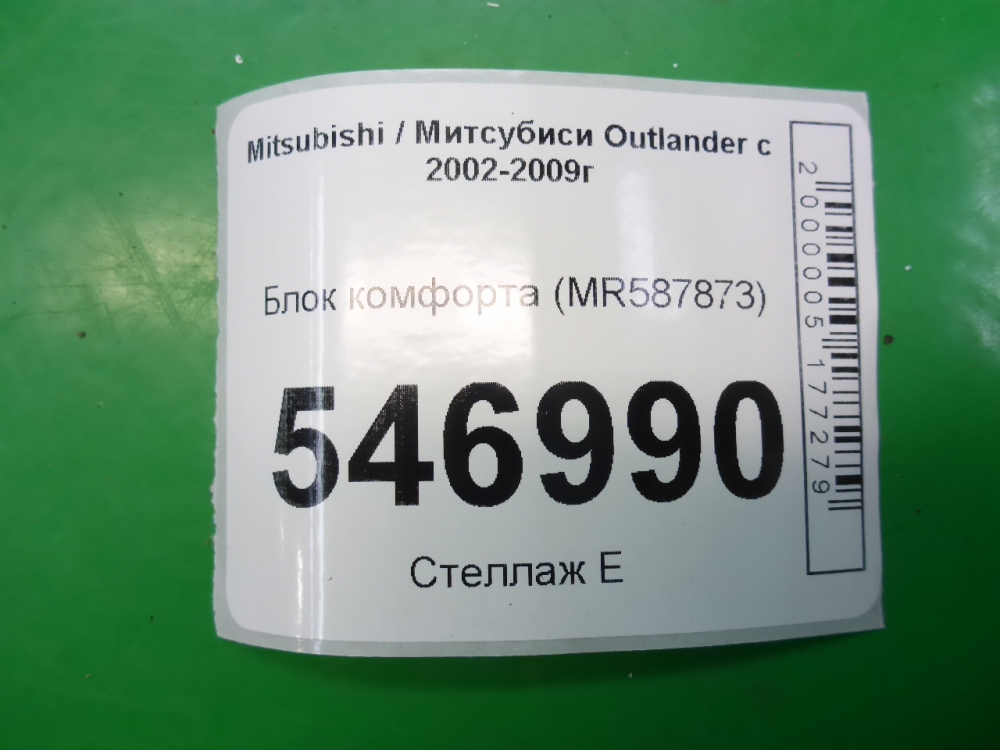 Mitsubishi / Митсубиси Outlander с
2002-2009г
Блок комфорта (MR587873)
546990
Стеллаж Е
2000005177279